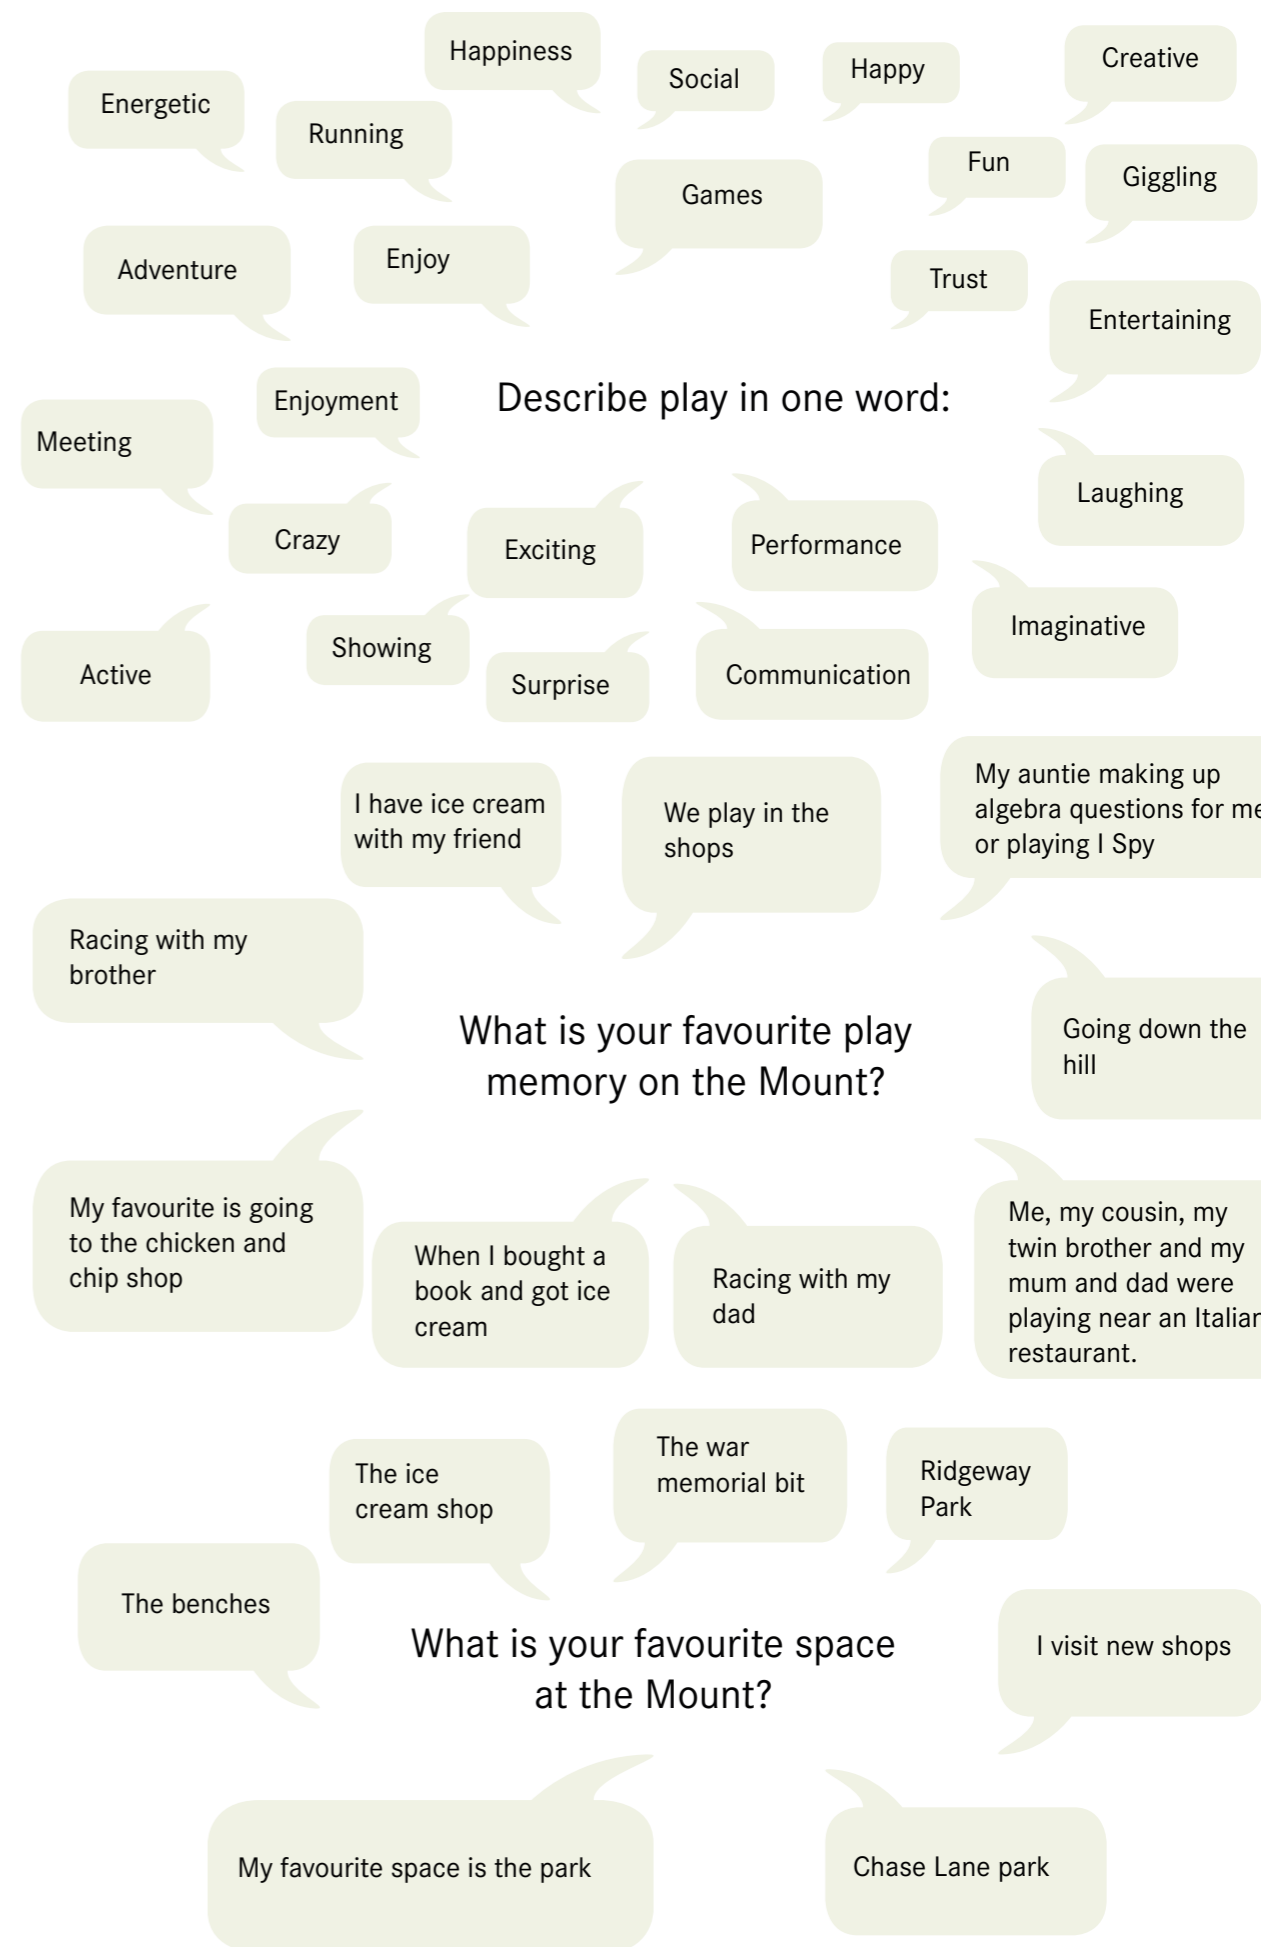 Happiness
Social
Happy
Creative
Energetic
Running
Fun
Giggling
Games
Adventure
Enjoy
Trust
Entertaining
Describe play in one word:
Enjoyment
Meeting
Laughing
Crazy
Exciting
Performance
Imaginative
Active
Showing
Surprise
Communication
I have ice cream
with my friend
We play in the
shops
My auntie making up
algebra questions for me
or playing I Spy
Racing with my
brother
What is your favourite play
memory on the Mount?
Going down the
hill
My favourite is going
to the chicken and
chip shop
When I bought a
book and got ice
cream
Racing with my
dad
Me, my cousin, my
twin brother and my
mum and dad were
playing near an Italian
restaurant.
The ice
cream shop
The war
memorial bit
Ridgeway
Park
The benches
What is your favourite space
at the Mount?
I visit new shops
My favourite space is the park
Chase Lane park